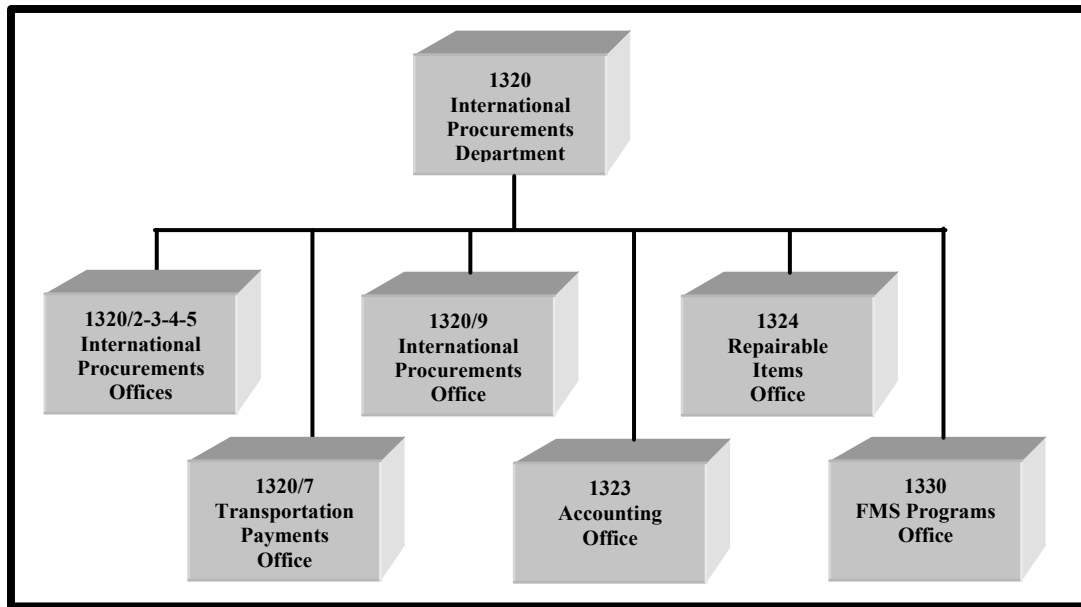 1320
International
Procurements
Department
1320/2-3-4-5
International
Procurements
Offices
1320/9
International
Procurements
Office
1324
Repairable
Items
Office
1320/7
Transportation
Payments
Office
1323
Accounting
Office
1330
FMS Programs
Office